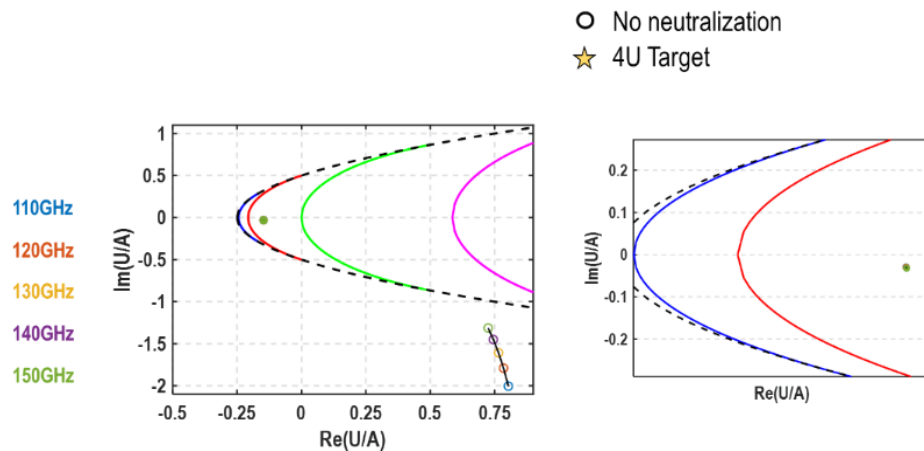 No neutralization
4U Target
110GHz
120GHz
130GHz
140GHz
150GHz
Im(U/A)
1
0.5
0
-0.5
-1
-1.5
-2
-0.5
-0.25
0
0.25
0.5
0.75
Re(U/A)
Im(U/A)
0.2
0.1
0
-0.1
-0.2
Re(U/A)